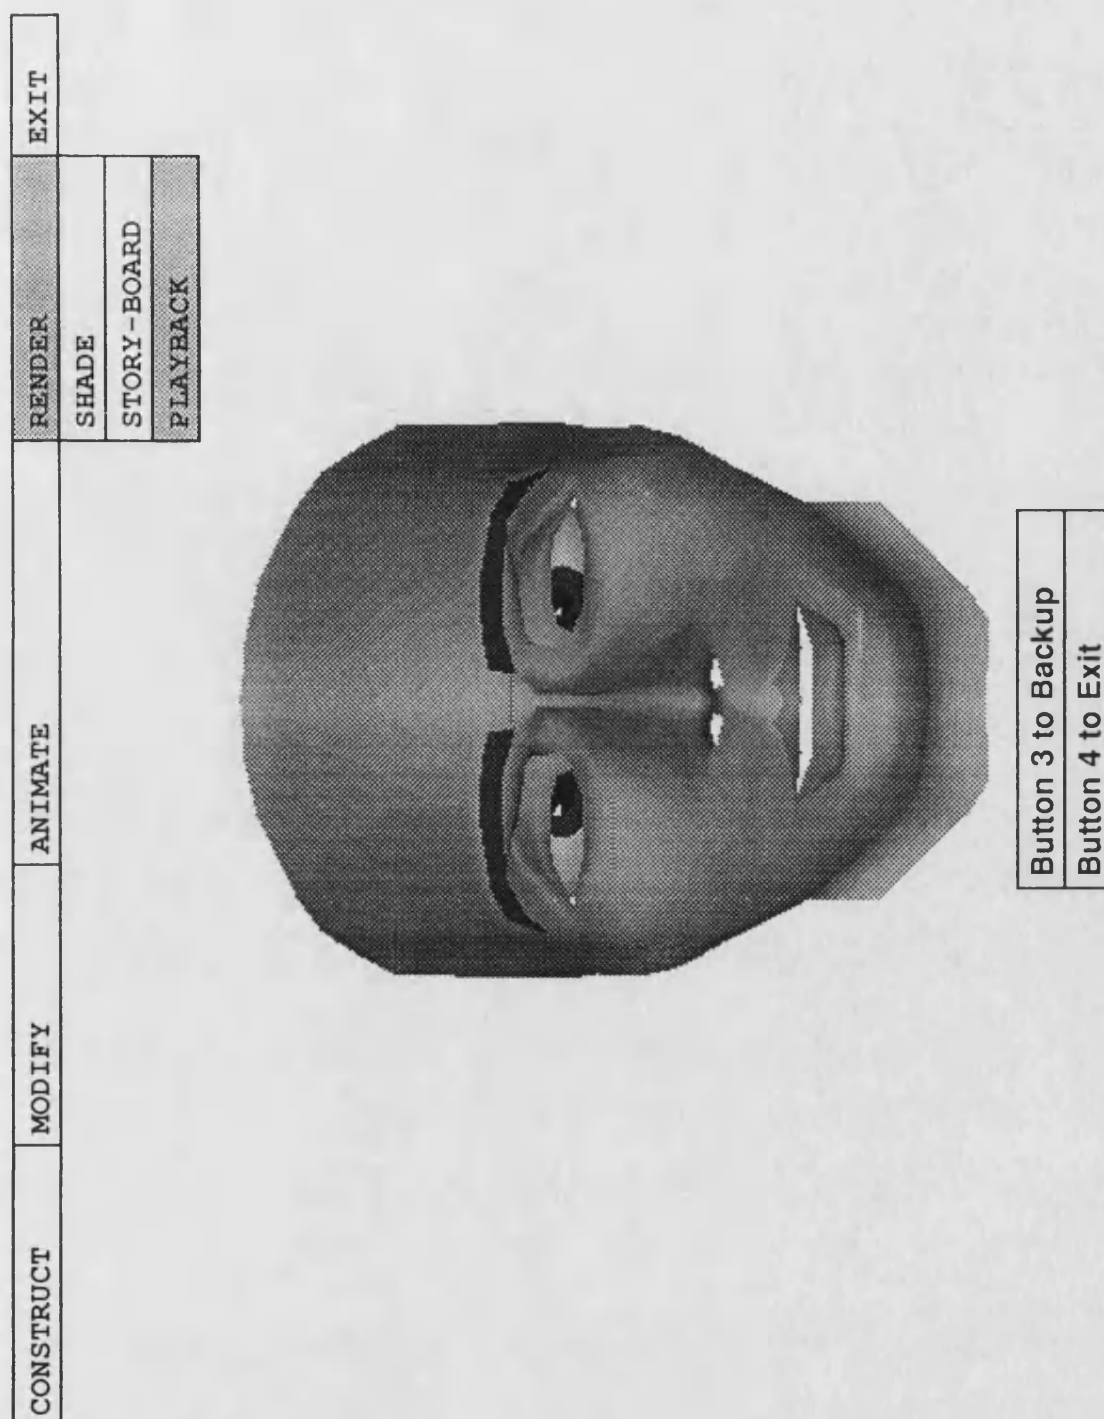 CONSTRUCT MODIFY ANIMATE RENDER EXIT
SHADE
STORY-BOARD
PLAYBACK
Button 3 to Backup
Button 4 to Exit